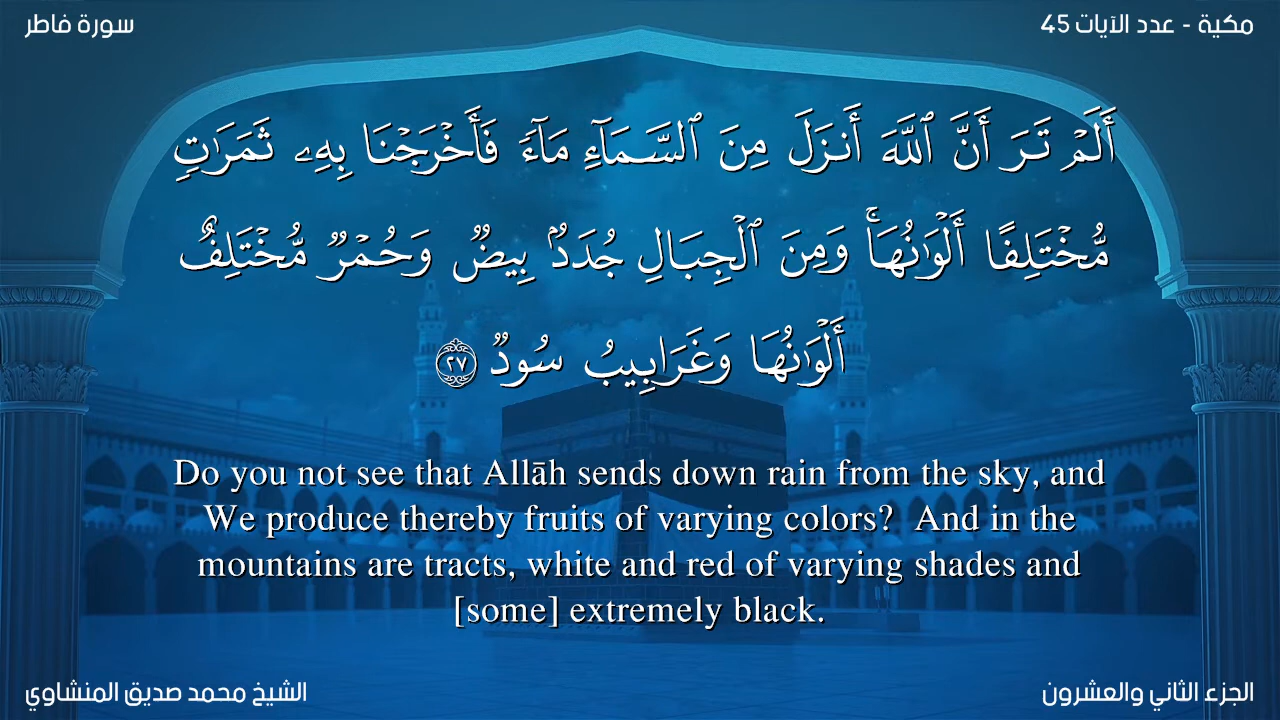 مكية - عدد الآيات 45
سورة فاطر
أَلَمۡ تَرَ أَنَّ ٱللَّهَ أَنزَلَ مِنَ ٱلسَّمَآءِ مَآءٗ فَأَخۡرَجۡنَا بِهِۦ ثَمَرَٰتٖ
مُّخۡتَلِفًا أَلۡوَٰنُهَاۚ وَمِنَ ٱلۡجِبَالِ جُدَدُۢ بِيضٞ وَحُمۡرٞ مُّخۡتَلِفٌ
أَلۡوَٰنُهَا وَغَرَابِيبُ سُودٞ ٢٧
Do you not see that Allāh sends down rain from the sky, and
We produce thereby fruits of varying colors?  And in the
mountains are tracts, white and red of varying shades and
[some] extremely black.
الجزء الثاني والعشرون
الشيخ محمد صديق المنشاوي